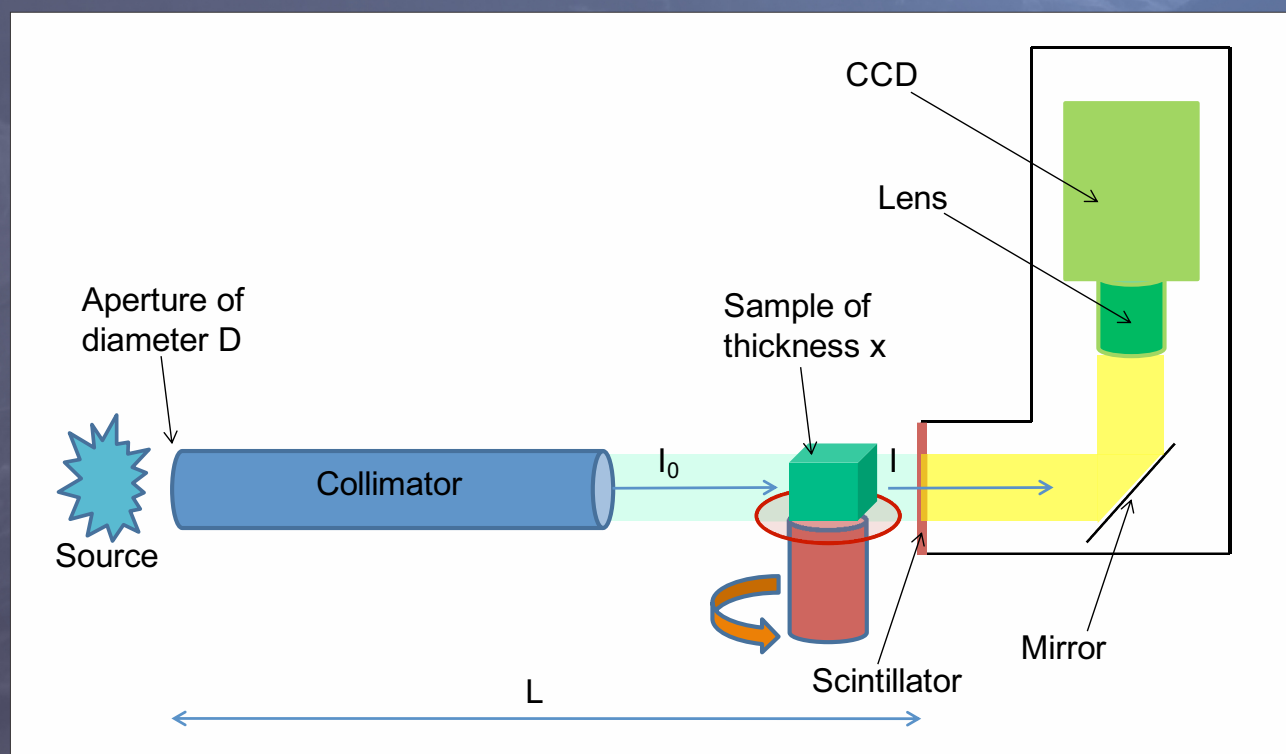 CCD
Lens
Aperture of
diameter D
Sample of
thickness x
Collimator
I₀
I
Source
Mirror
Scintillator
L